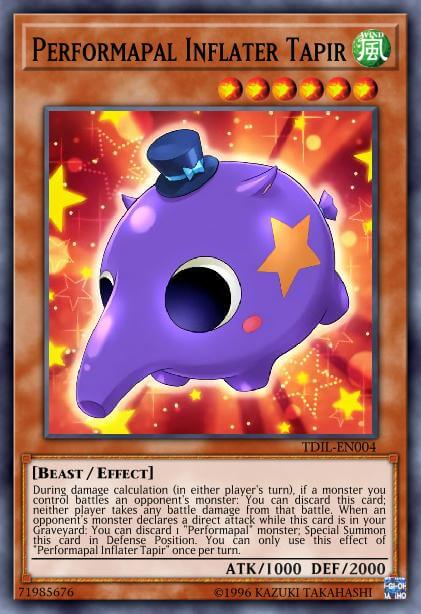 PERFORMAPAL INFLATER TAPIR
WIND
風
TDIL-EN004
[BEAST / EFFECT]
During damage calculation (in either player's turn), if a monster you
control battles an opponent's monster: You can discard this card;
neither player takes any battle damage from that battle. When an
opponent's monster declares a direct attack while this card is in
your Graveyard: You can discard 1 "Performapal" monster; Special Summon
this card in Defense Position. You can only use this effect of
"Performapal Inflater Tapir" once per turn.
ATK/1000 DEF/2000
71985676
©1996 KAZUKI TAKAHASHI